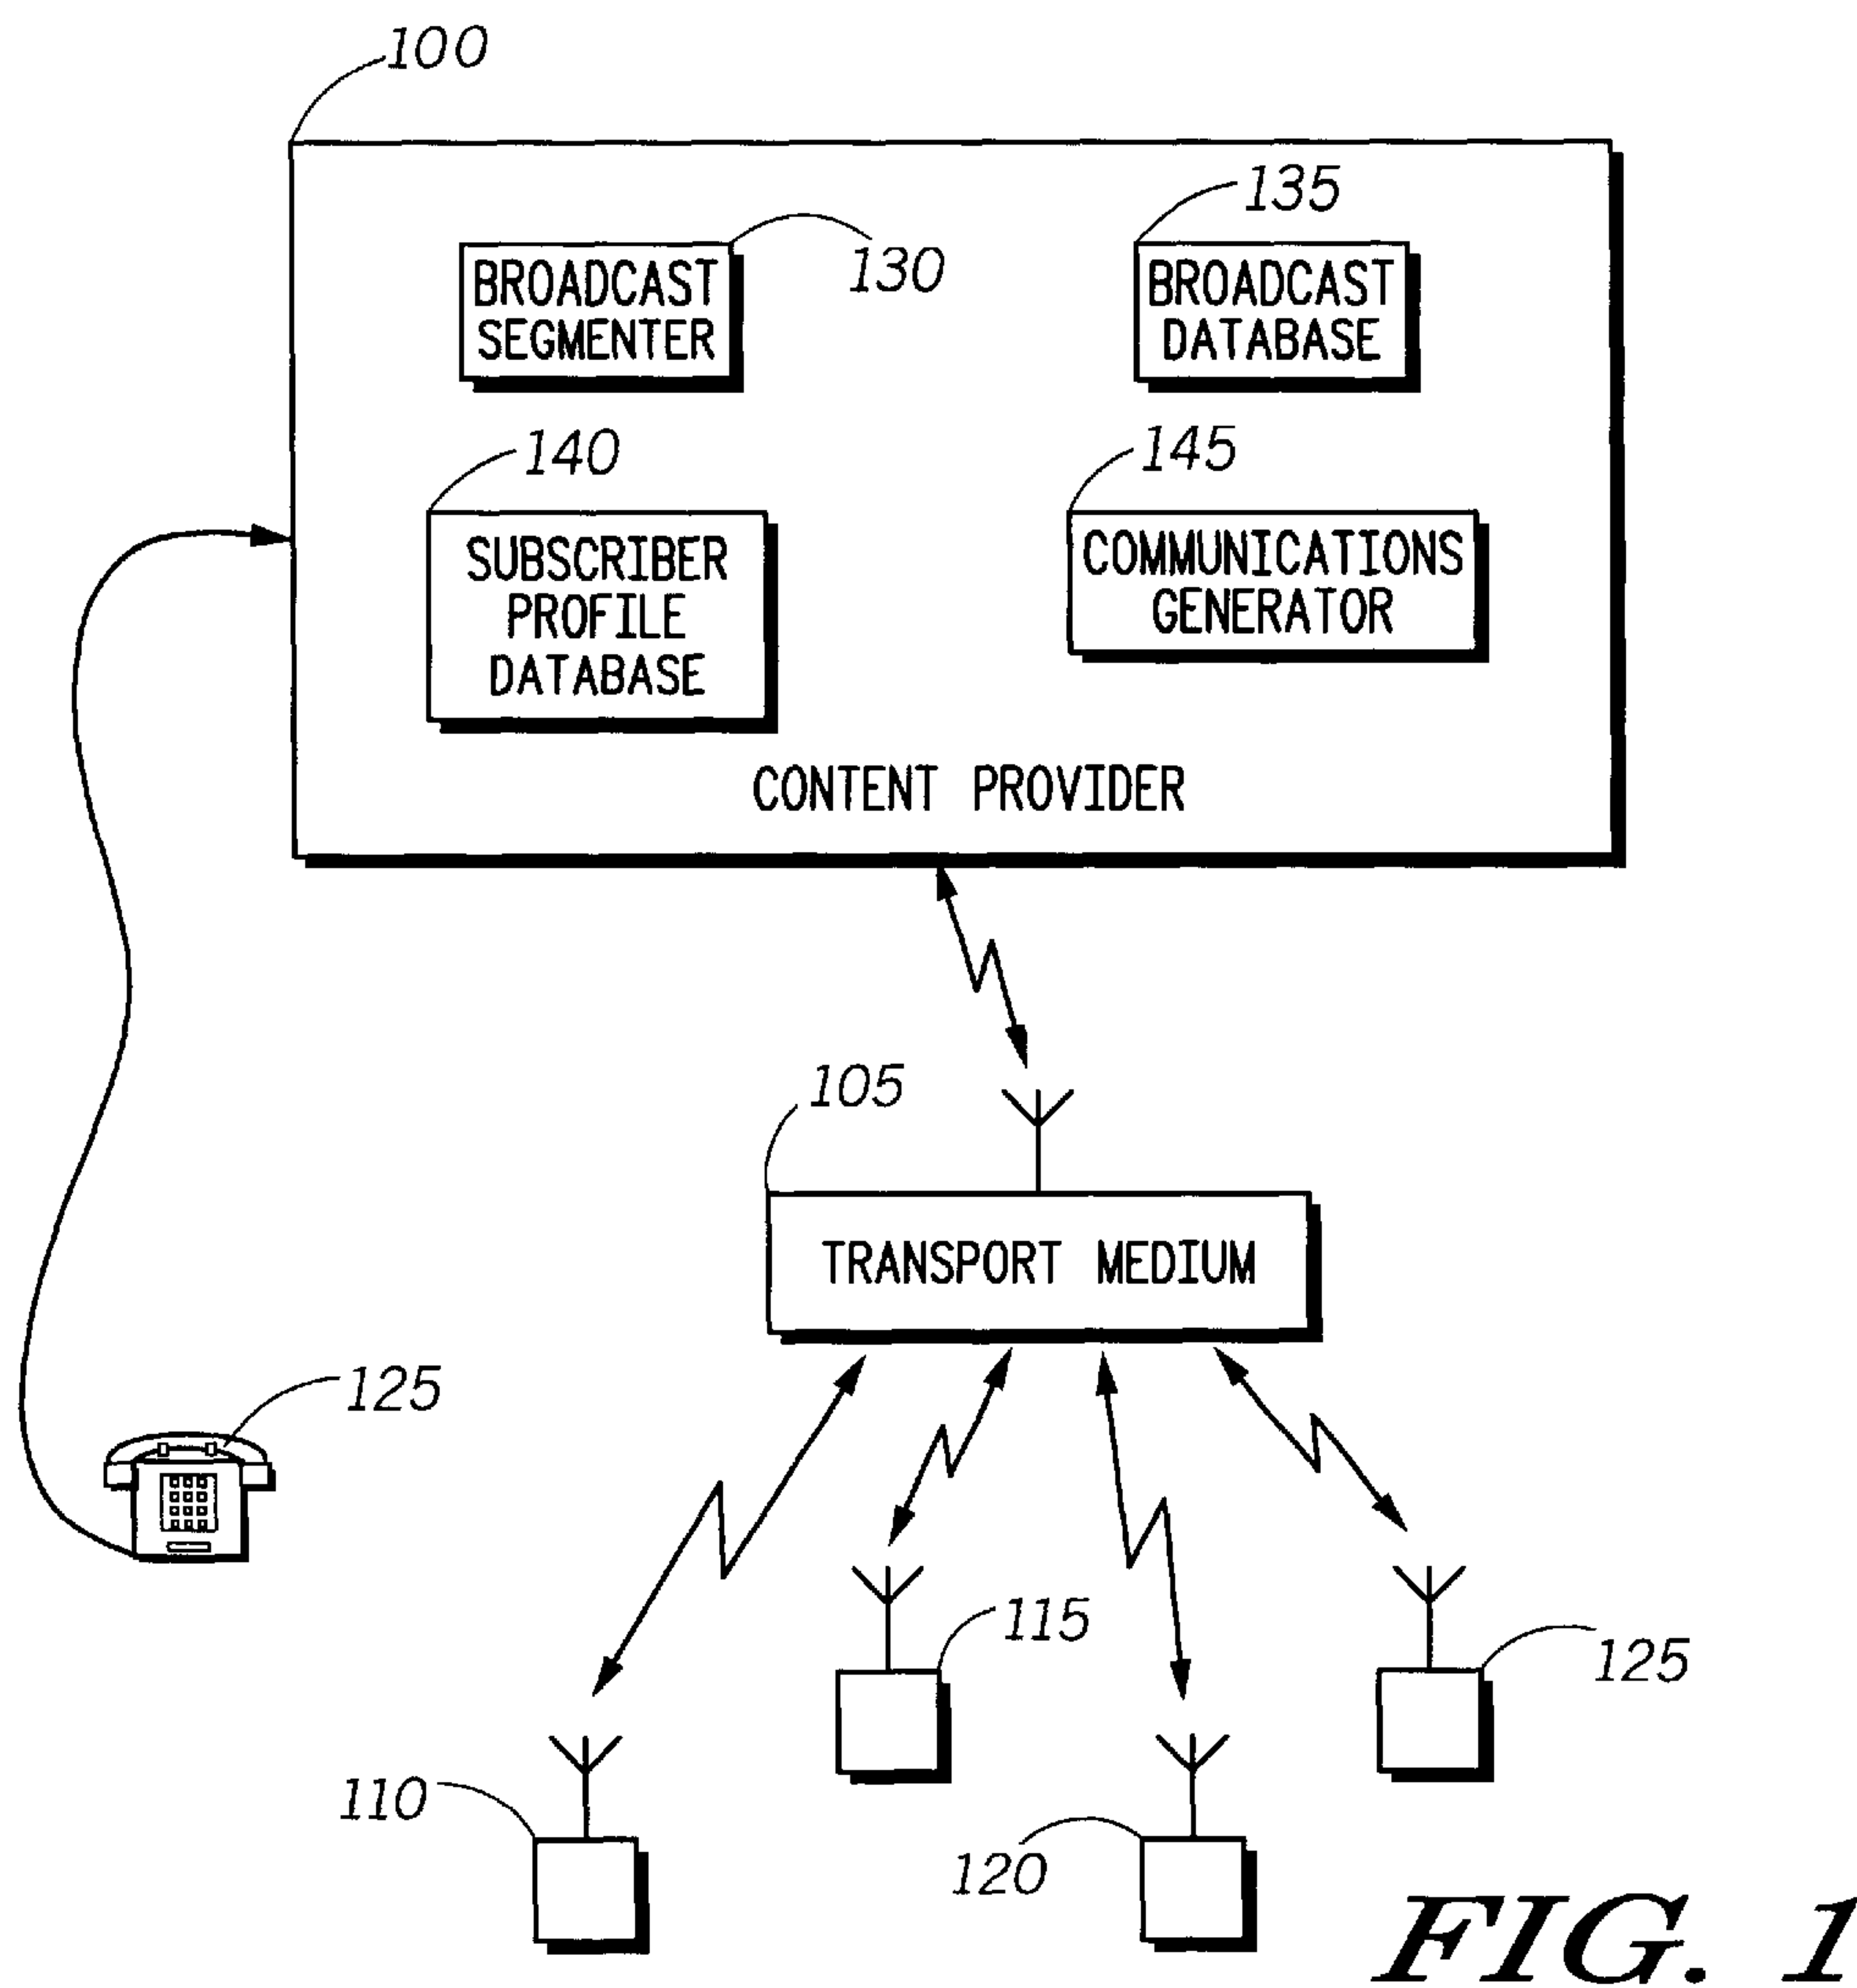 100
135
130
BROADCAST
SEGMENTER
BROADCAST
DATABASE
140
145
SUBSCRIBER
PROFILE
DATABASE
COMMUNICATIONS
GENERATOR
CONTENT PROVIDER
105
TRANSPORT MEDIUM
125
115
125
110
120
FIG. 1